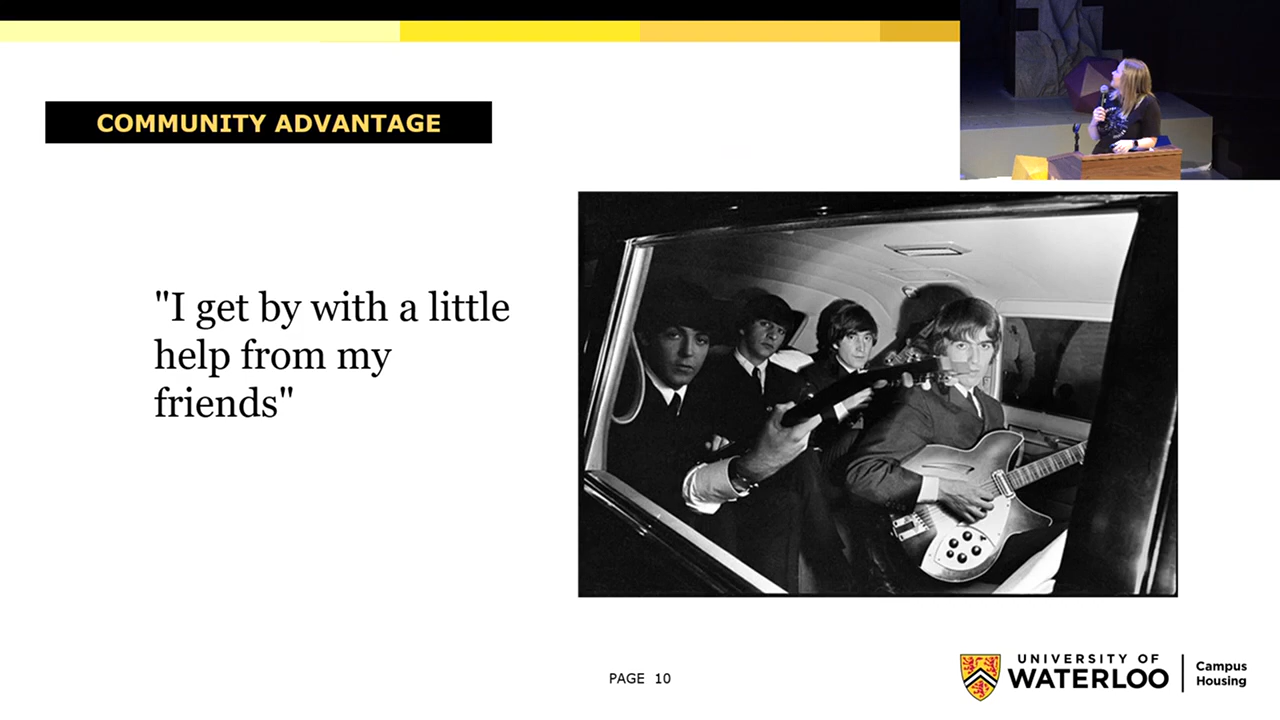 COMMUNITY ADVANTAGE
"I get by with a little
help from my
friends"
PAGE 10
UNIVERSITY OF
WATERLOO
Campus
Housing